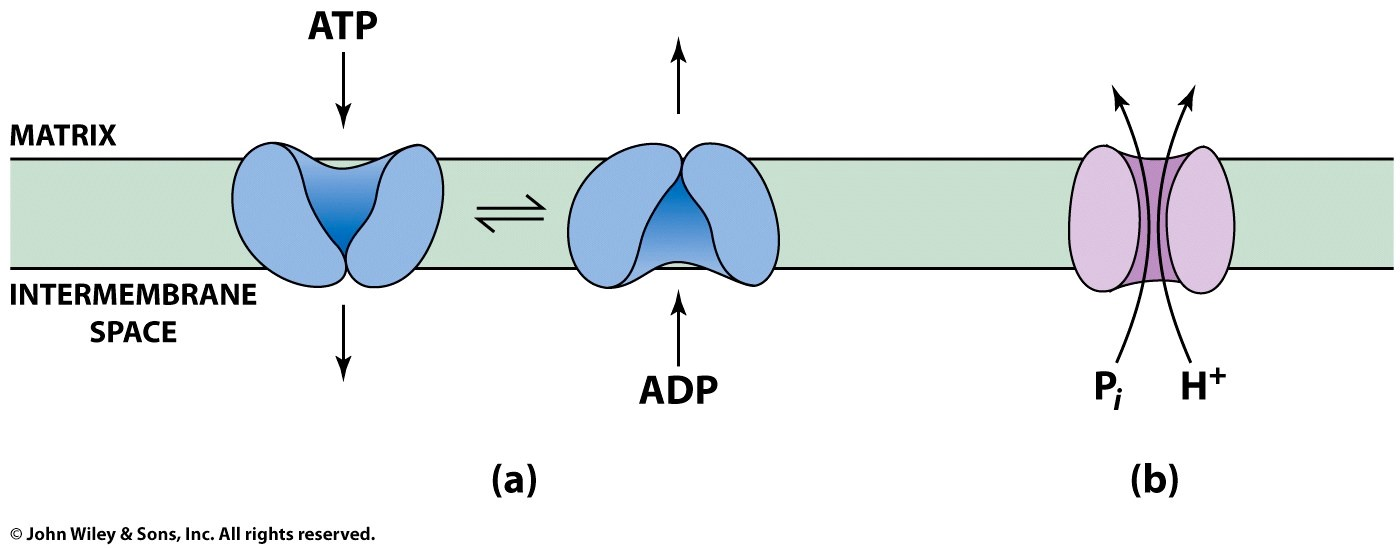 ATP
MATRIX
INTERMEMBRANE
SPACE
ADP
Pi
H+
(a)
(b)
© John Wiley & Sons, Inc. All rights reserved.